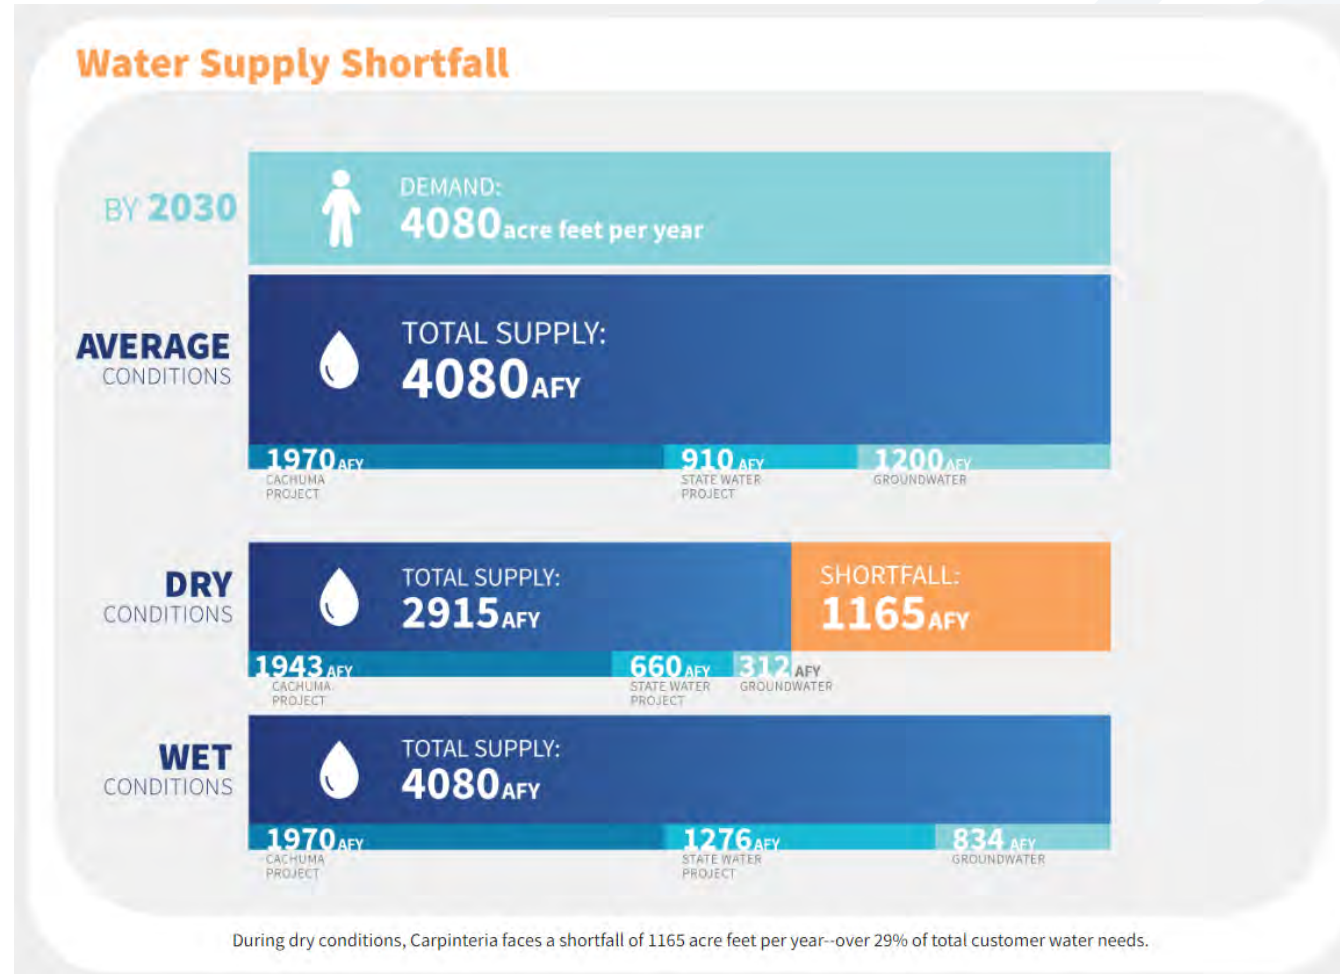 Water Supply Shortfall
BY 2030
DEMAND:
4080 acre feet per year
AVERAGE
CONDITIONS
TOTAL SUPPLY:
4080 AFY
1970 AFY
CACHUMA
PROJECT
910 AFY
STATE WATER
PROJECT
1200 AFY
GROUNDWATER
DRY
CONDITIONS
TOTAL SUPPLY:
2915 AFY
SHORTFALL:
1165 AFY
1943 AFY
CACHUMA
PROJECT
660 AFY
STATE WATER
PROJECT
312 AFY
GROUNDWATER
WET
CONDITIONS
TOTAL SUPPLY:
4080 AFY
1970 AFY
CACHUMA
PROJECT
1276 AFY
STATE WATER
PROJECT
834 AFY
GROUNDWATER
During dry conditions, Carpinteria faces a shortfall of 1165 acre feet per year--over 29% of total customer water needs.